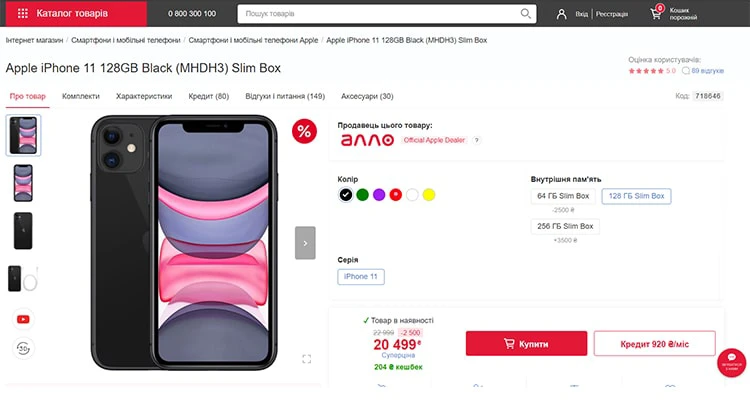 Каталог товарів
0 800 300 100
Пошук товарів
Вхід | Реєстрація
0
Кошик
порожній
Інтернет магазин / Смартфони і мобільні телефони / Смартфони і мобільні телефони Apple / Apple iPhone 11 128GB Black (MHDH3) Slim Box
Apple iPhone 11 128GB Black (MHDH3) Slim Box
Оцінка користувачів:
5.0 89 відгуків
Про товар Комплекти Характеристики Кредит (80) Відгуки і питання (149) Аксесуари (30)
Код: 718646
%
Продавець цього товару:
алло Official Apple Dealer ?
Колір
Внутрішня пам'ять
64 ГБ Slim Box 128 ГБ Slim Box
-2500 ₴
256 ГБ Slim Box
+3500 ₴
Серія
iPhone 11
Товар в наявності
22 999 -2 500
20 499 ₴
Суперціна
204 ₴ кешбек
Купити
Кредит 920 ₴/міс